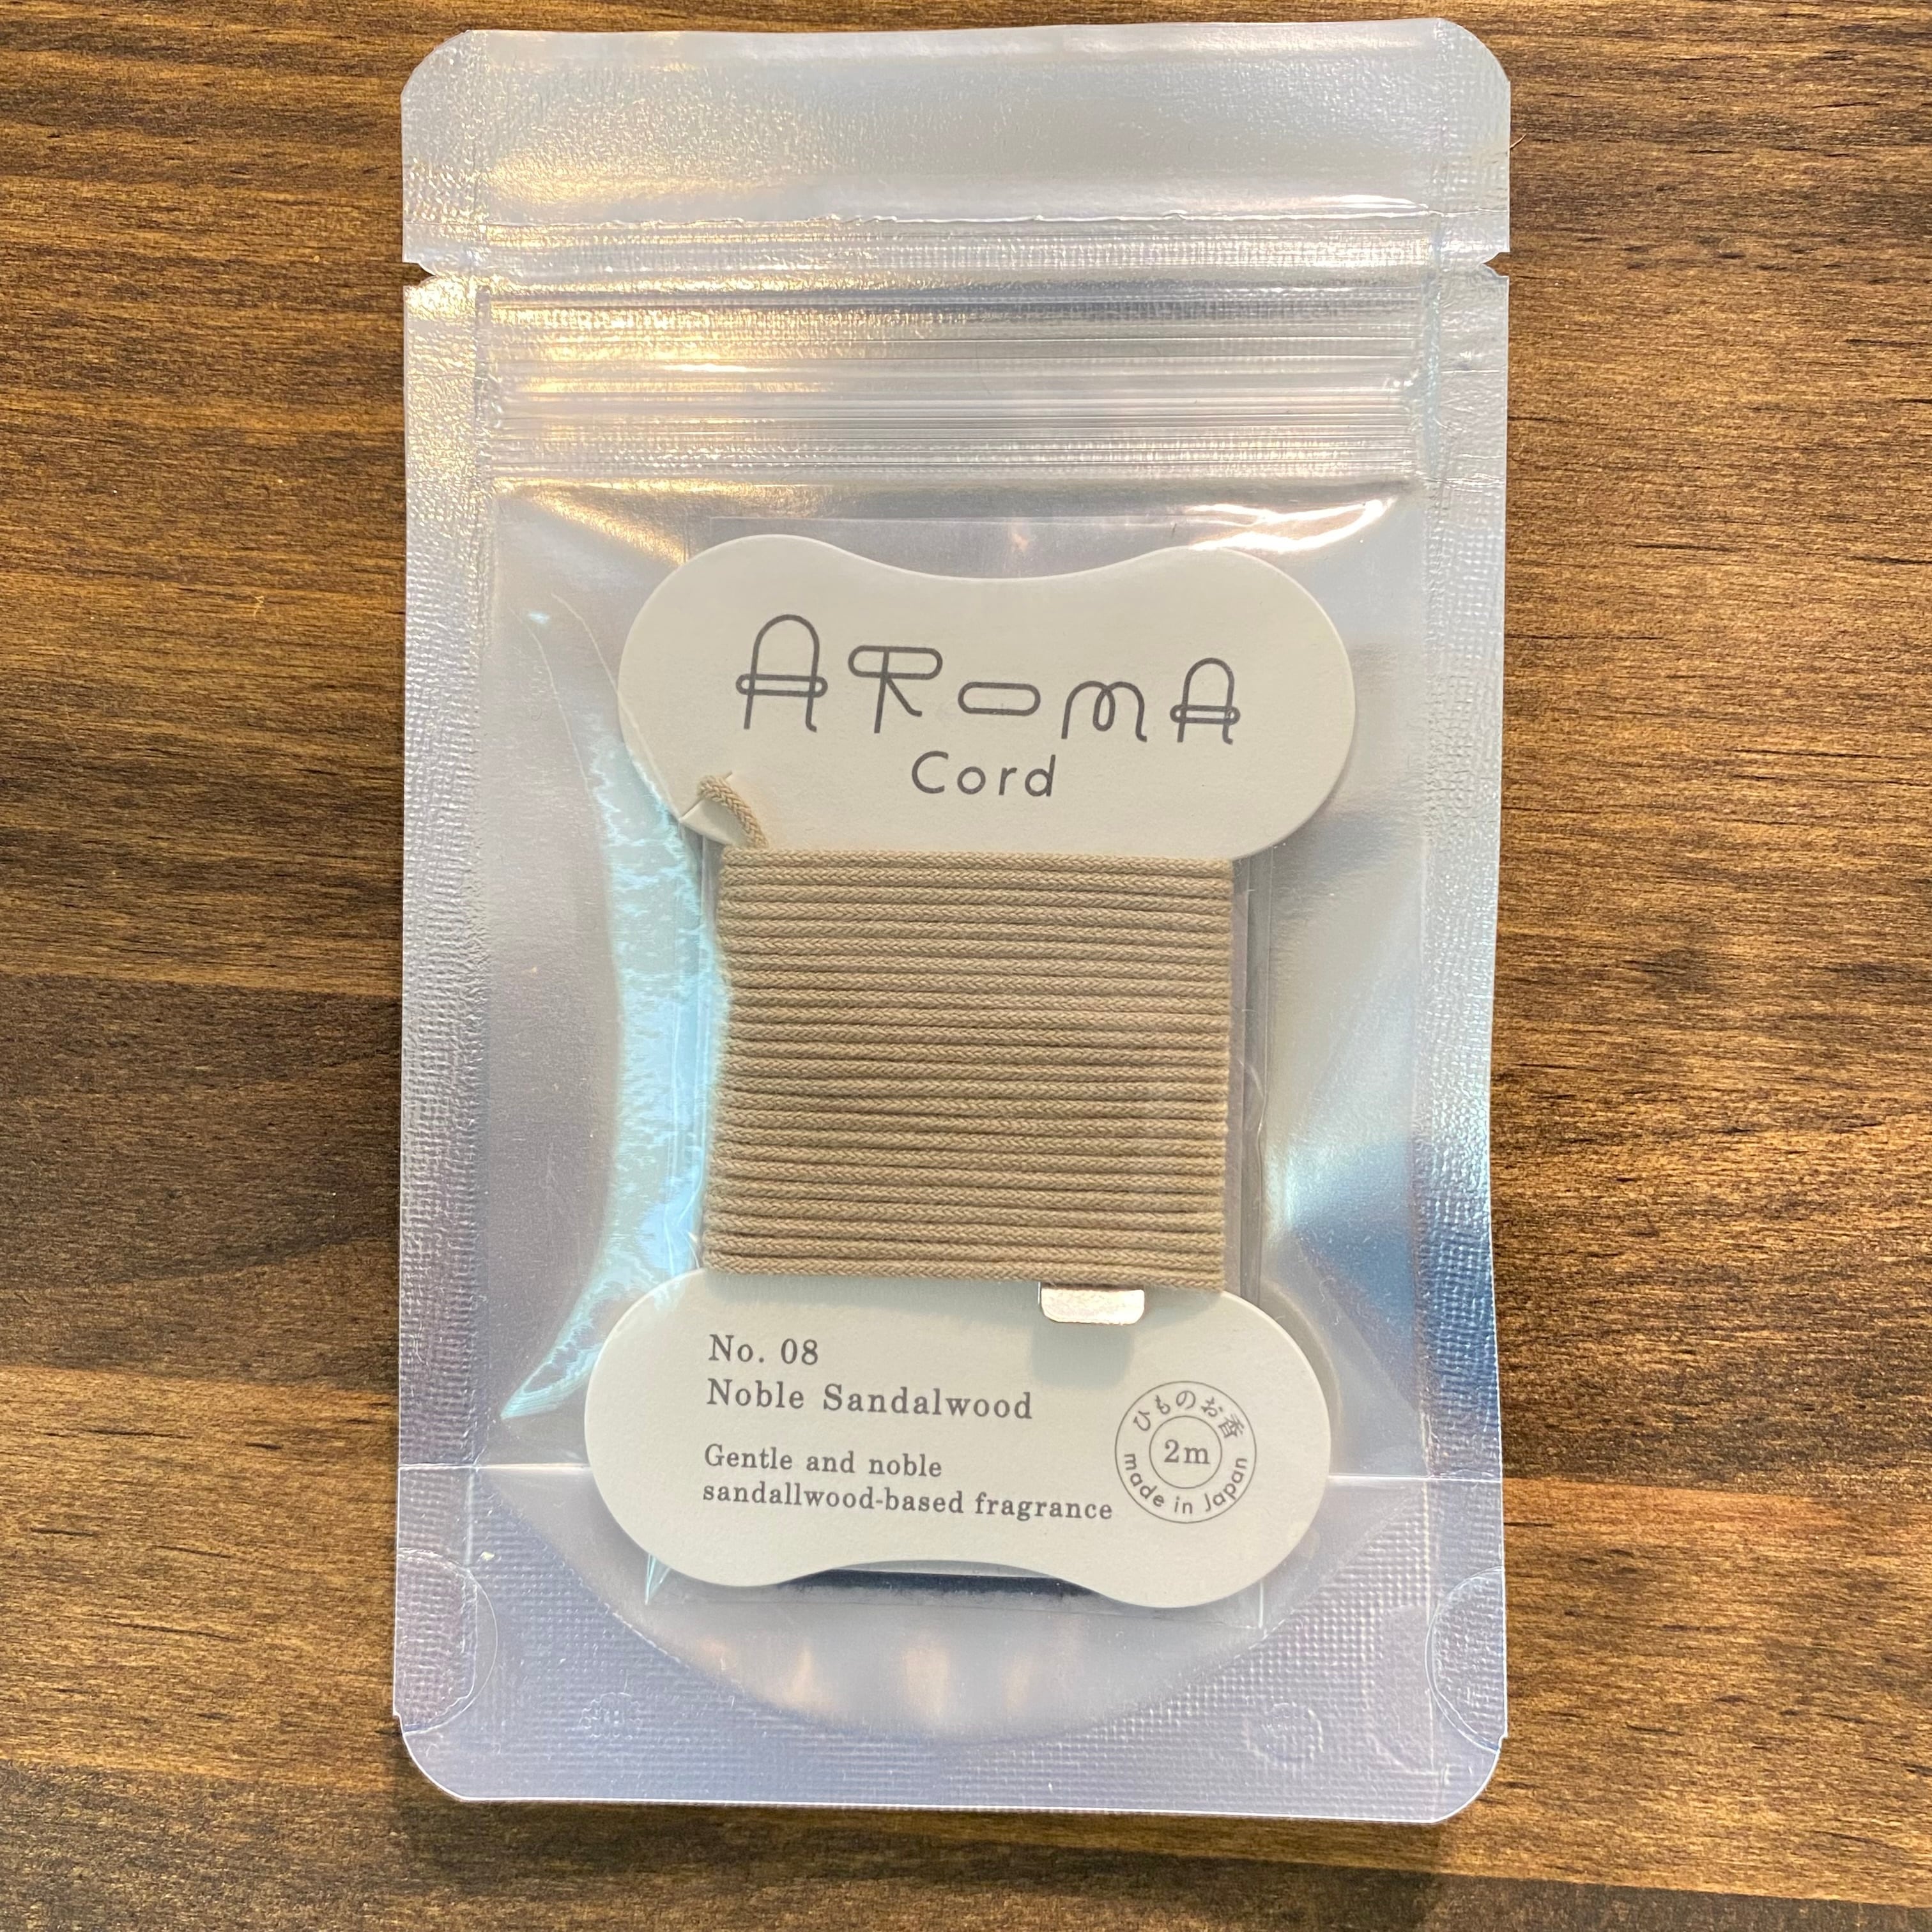 AROMA
Cord
No. 08
Noble Sandalwood
Gentle and noble
sandallwood-based fragrance
ひものお香
2m
made in Japan